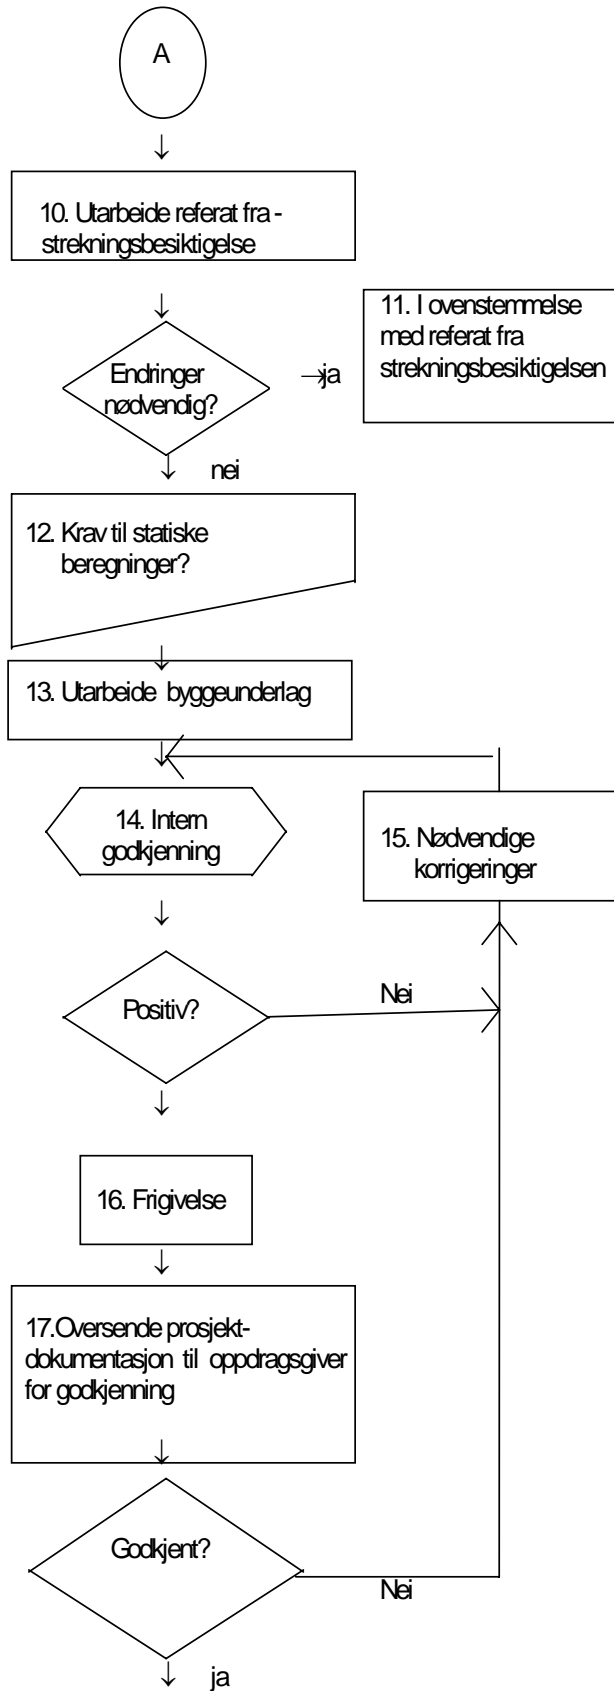 A
10. Utarbeide referat fra -
strekningsbesiktigelse
11. I ovenstemmelse
med referat fra
strekningsbesiktigelsen
Endringer
nødvendig?
→ja
nei
12. Krav til statiske
beregninger?
13. Utarbeide byggeunderlag
14. Intern
godkjenning
15. Nødvendige
korrigeringer
Positiv?
Nei
16. Frigivelse
17.Oversende prosjekt-
dokumentasjon til oppdragsgiver
for godkjenning
Godkjent?
Nei
ja